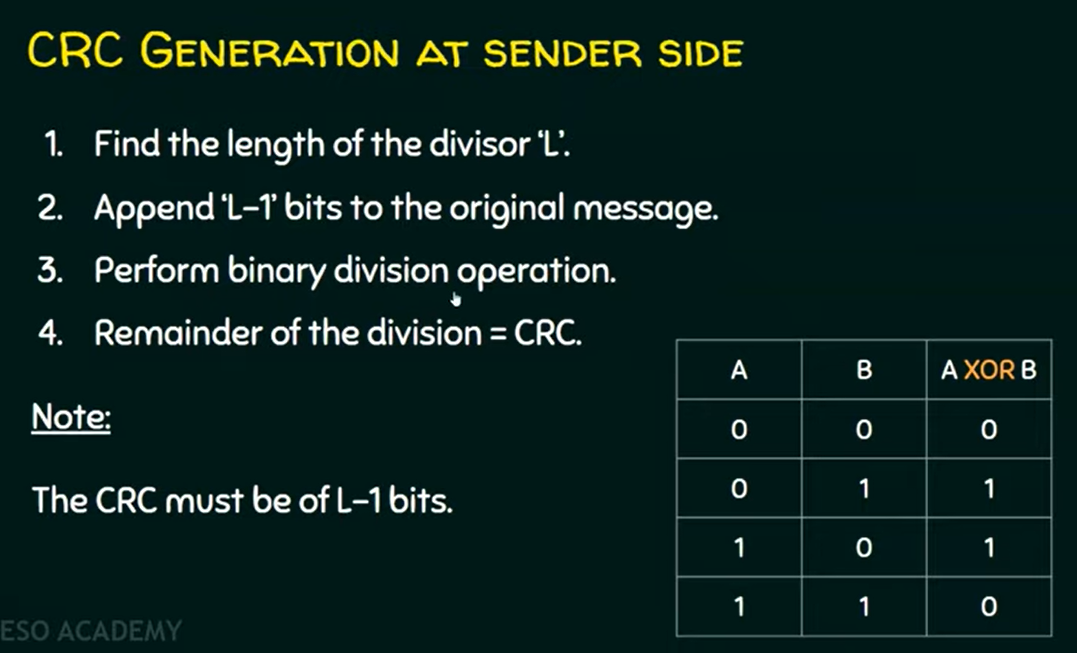 CRC GENERATION AT SENDER SIDE
1. Find the length of the divisor ‘L’.
2. Append ‘L-1’ bits to the original message.
3. Perform binary division operation.
4. Remainder of the division = CRC.
Note:
The CRC must be of L-1 bits.
A B A XOR B
0 0 0
0 1 1
1 0 1
1 1 0
ESO ACADEMY